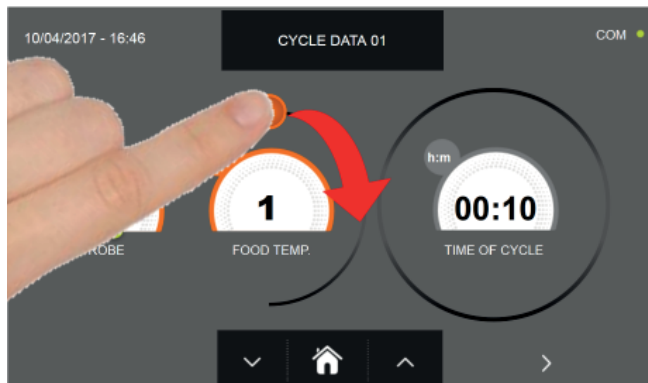 10/04/2017 - 16:46
CYCLE DATA 01
COM
h:m
1
00:10
FOOD TEMP.
TIME OF CYCLE